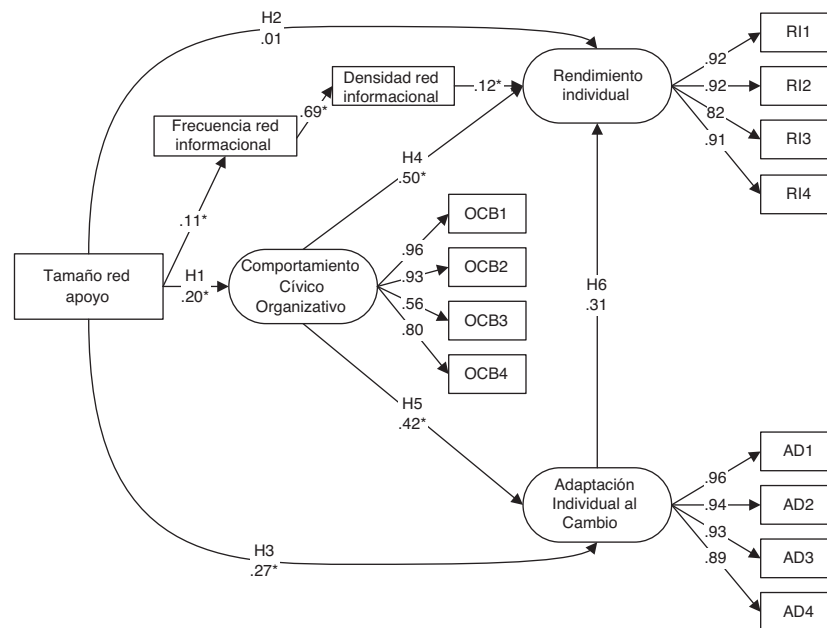 H2
.01
Densidad red
informacional
.12*
Rendimiento
individual
.92
.92
82
.91
RI1
RI2
RI3
RI4
Frecuencia red
informacional
.69*
.11*
H4
.50*
Tamaño red
apoyo
H1
.20*
Comportamiento
Cívico
Organizativo
.96
.93
.56
.80
OCB1
OCB2
OCB3
OCB4
H6
.31
H5
.42*
Adaptación
Individual al
Cambio
.96
.94
.93
.89
AD1
AD2
AD3
AD4
H3
.27*